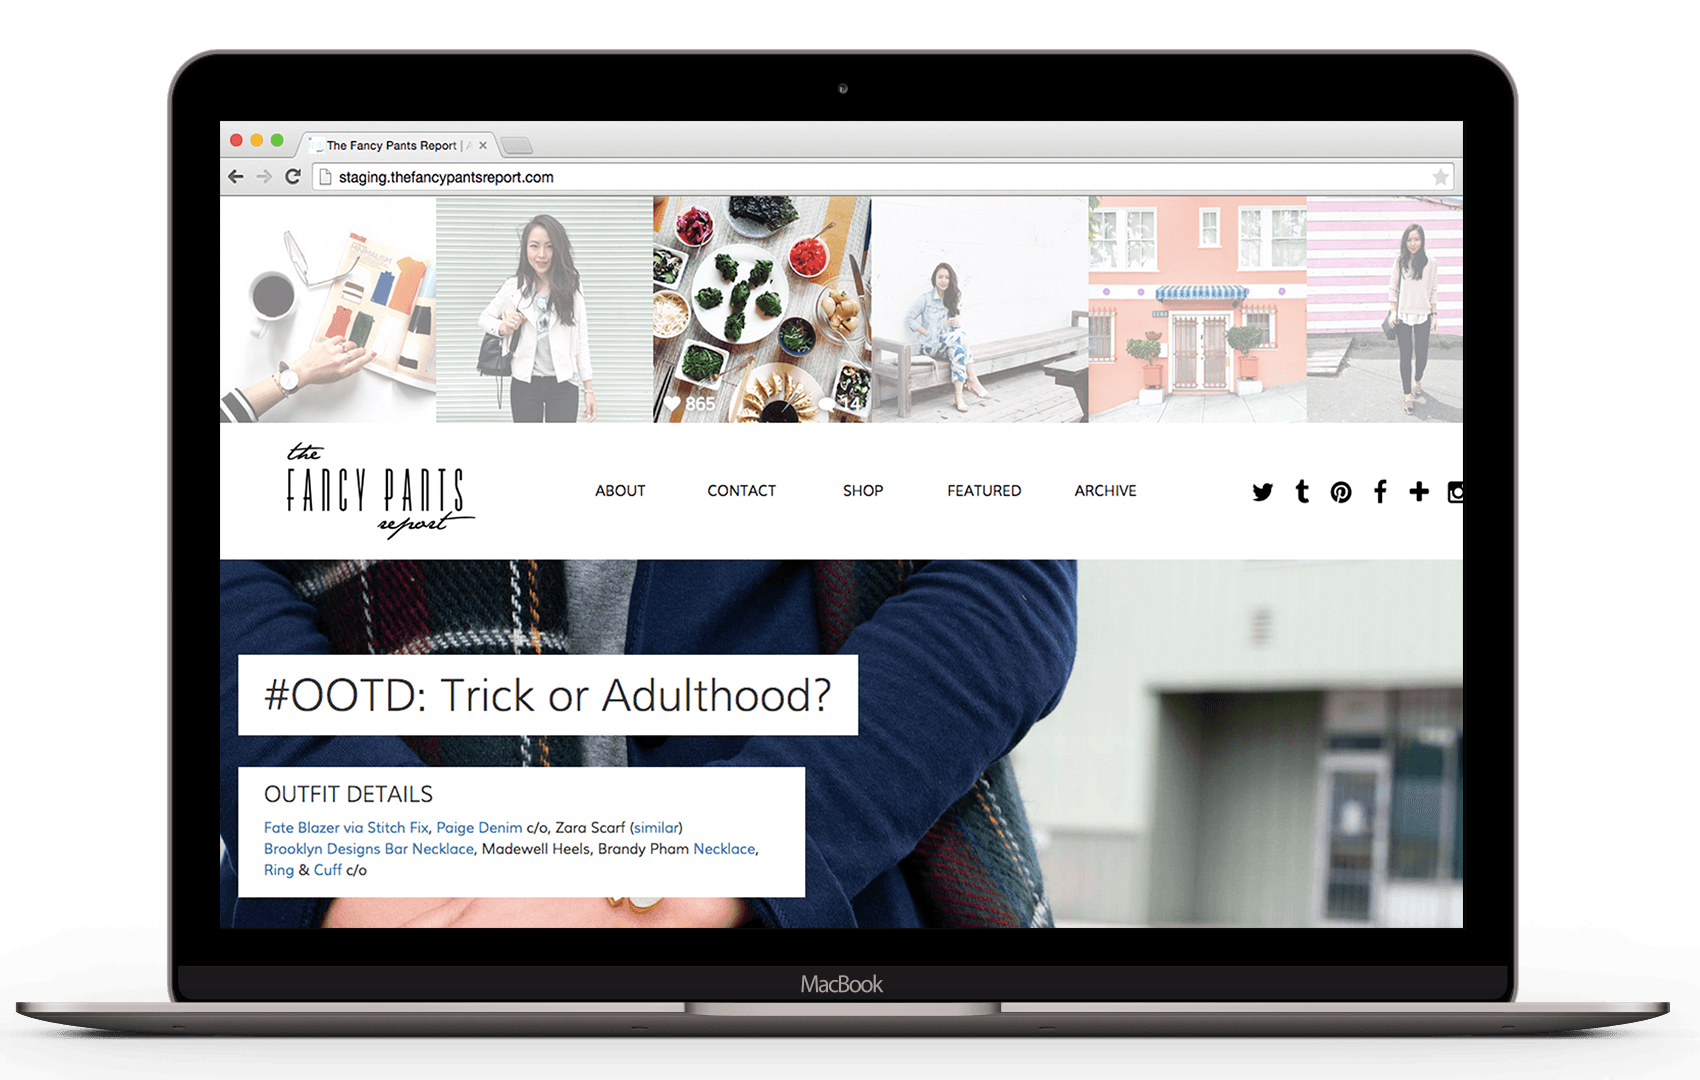 The Fancy Pants Report |
staging.thefancypantsreport.com
MINIMALISM
865
14
the
FANCY PANTS
report
ABOUT
CONTACT
SHOP
FEATURED
ARCHIVE
#OOTD: Trick or Adulthood?
OUTFIT DETAILS
Fate Blazer via Stitch Fix, Paige Denim c/o, Zara Scarf (similar)
Brooklyn Designs Bar Necklace, Madewell Heels, Brandy Pham Necklace,
Ring & Cuff c/o
MacBook